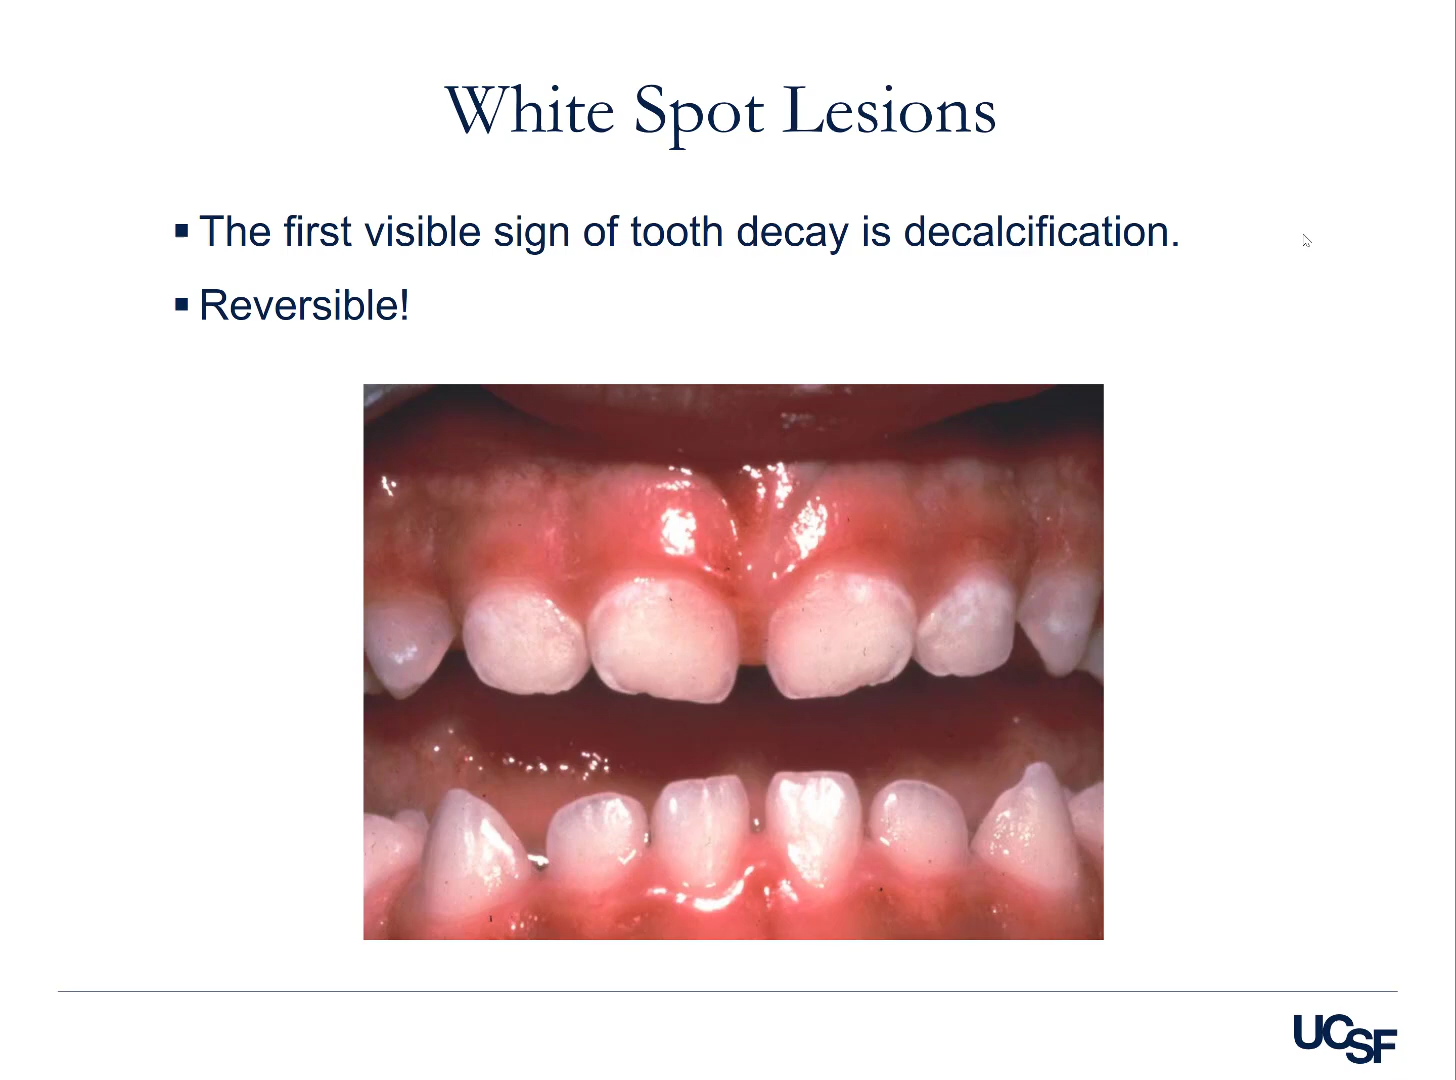 White Spot Lesions
▪ The first visible sign of tooth decay is decalcification.
▪ Reversible!
UCSF